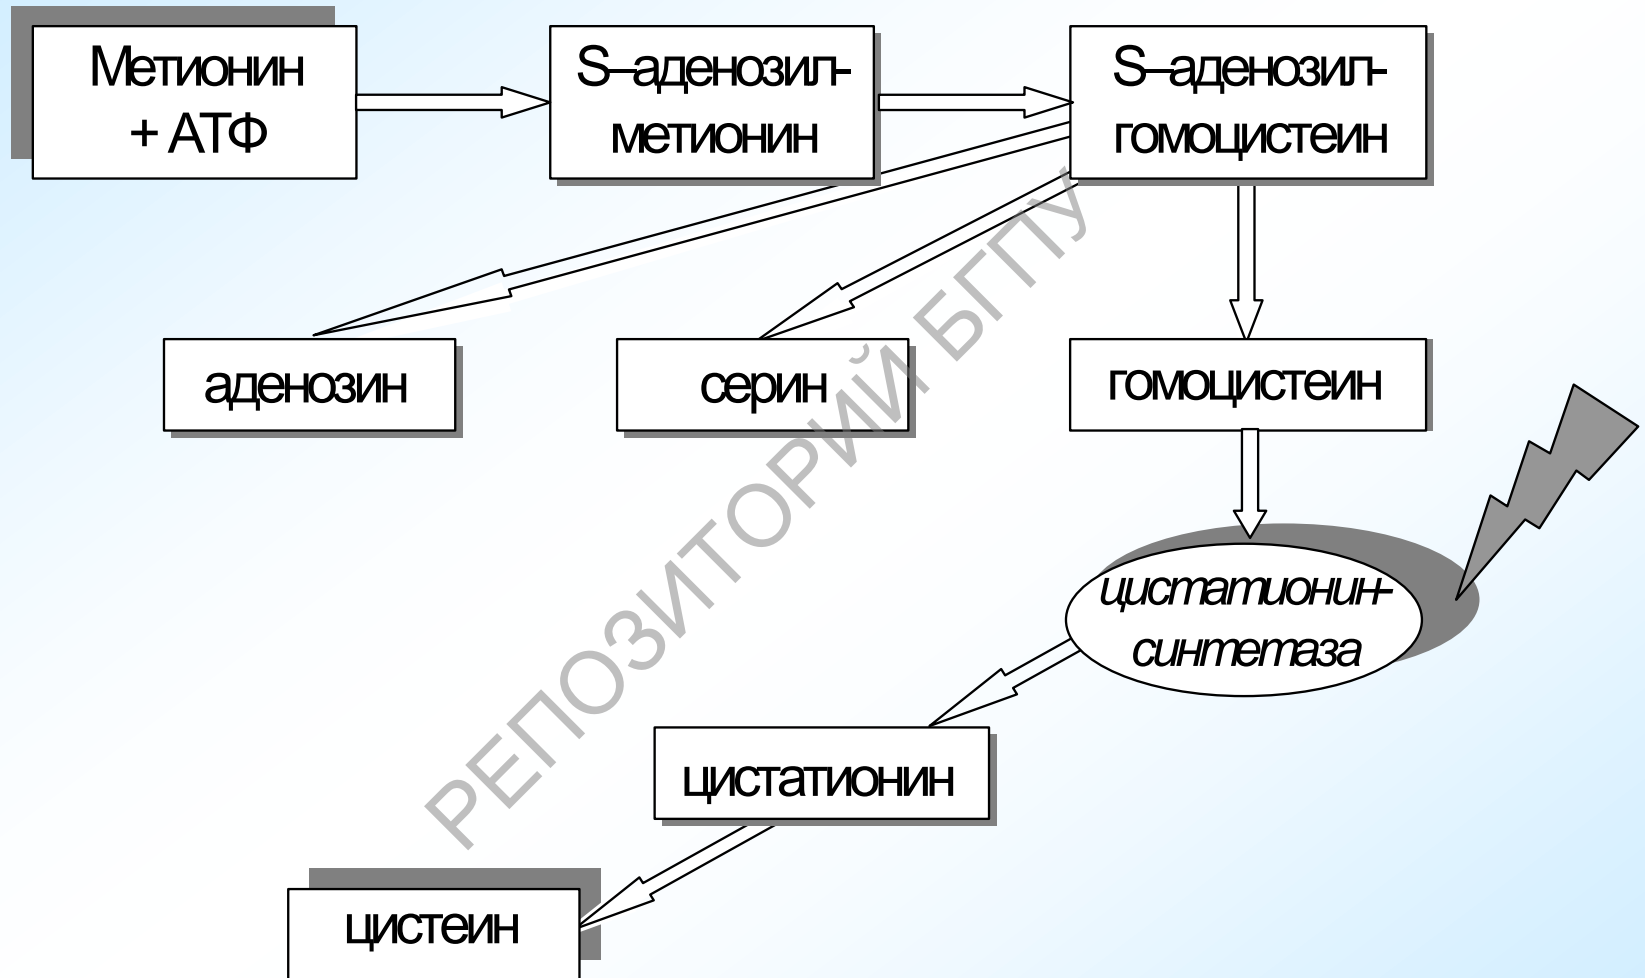 Метионин
+ АТФ
S–аденозил-
метионин
S–аденозил-
гомоцистеин
аденозин
серин
гомоцистеин
цистатионин-
синтетаза
цистатионин
цистеин
РЕПОЗИТОРИЙ БГПУ